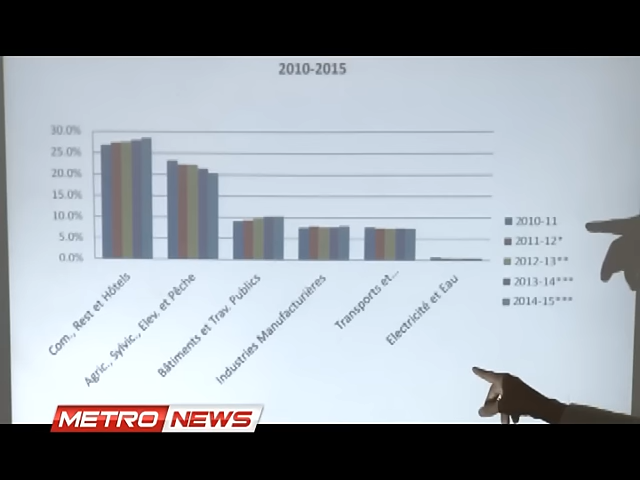 2010-2015
30.0%
25.0%
20.0%
15.0%
10.0%
5.0%
0.0%
Com., Rest et Hôtels
Agric., Sylvic., Elev. et Pêche
Bâtiments et Trav. Publics
Industries Manufacturières
Transports et...
Electricité et Eau
2010-11
2011-12*
2012-13**
2013-14***
2014-15***
METRO NEWS